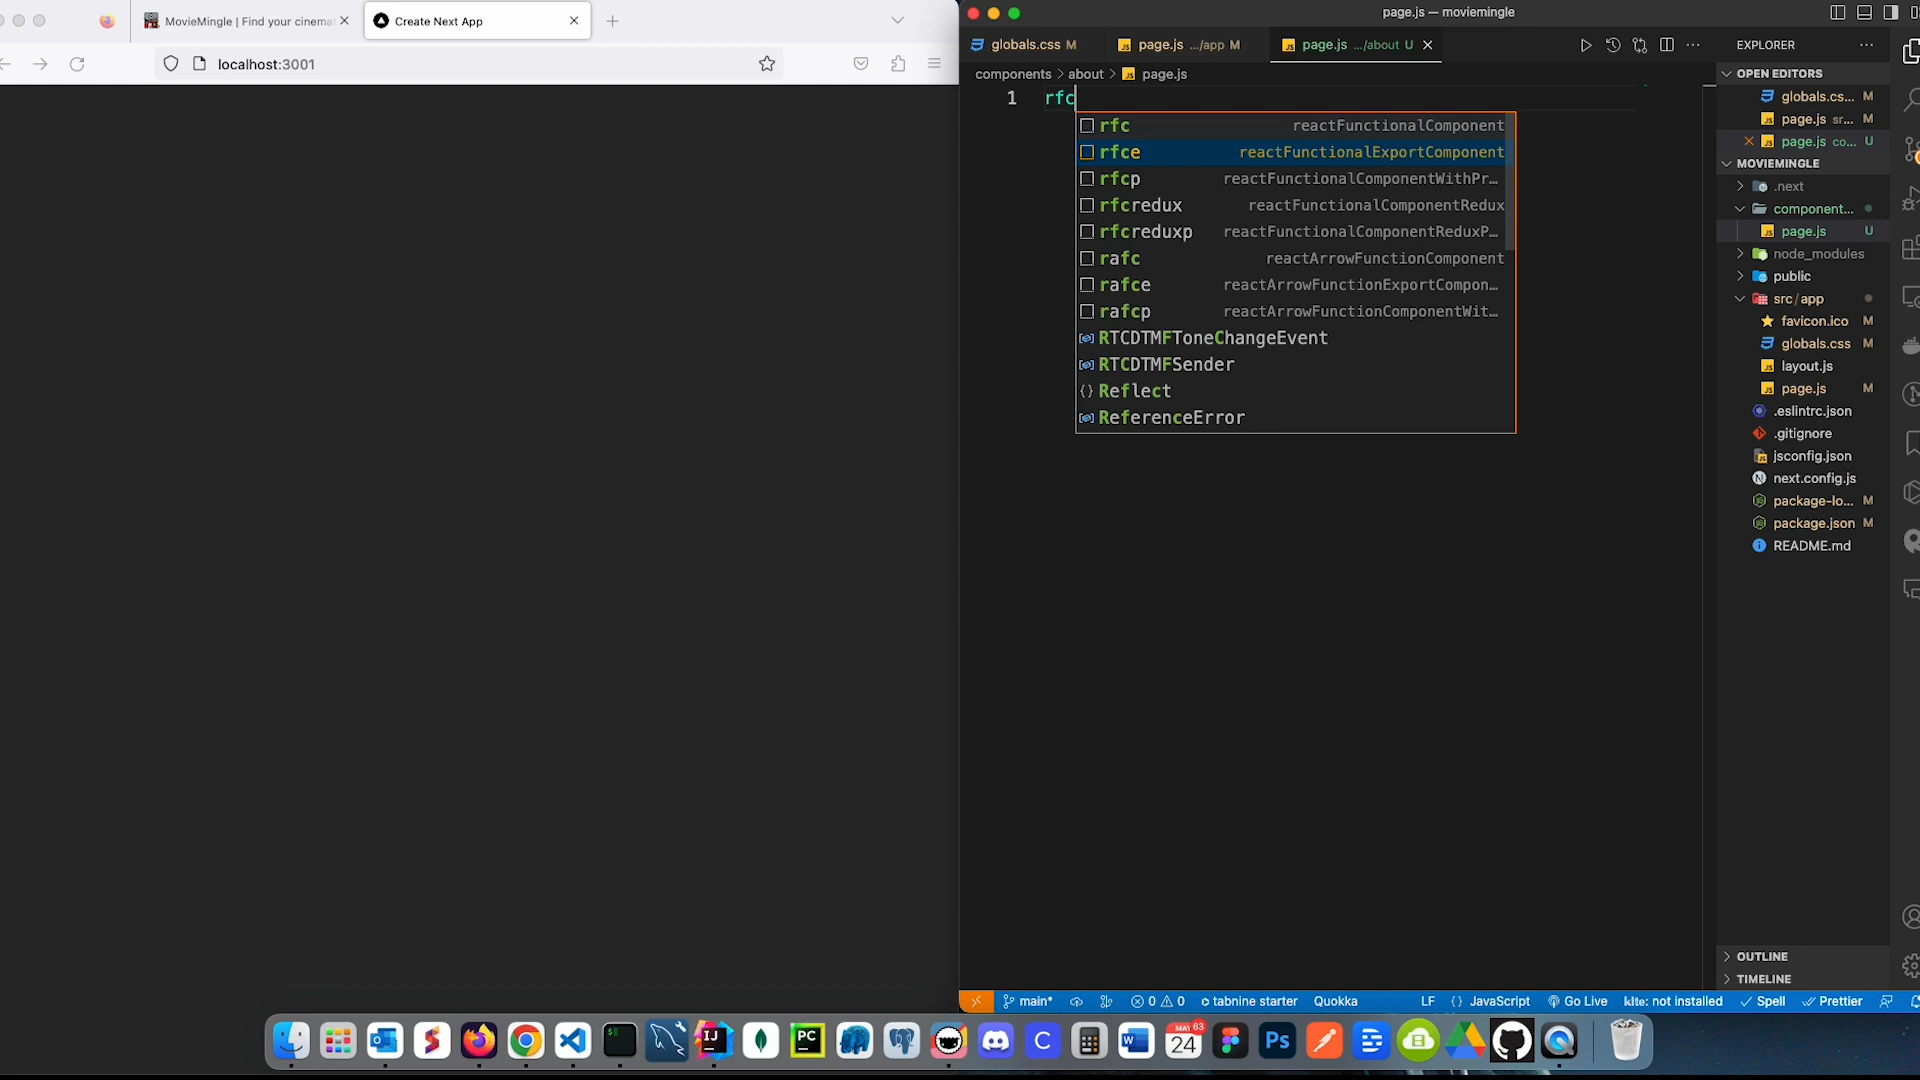 MovieMingle | Find your cinema
Create Next App
localhost:3001
page.js — moviemingle
globals.css M
page.js .../app M
page.js .../about U
components > about > page.js
1 rfc
rfc reactFunctionalComponent
rfce reactFunctionalExportComponent
rfcp reactFunctionalComponentWithPr…
rfcredux reactFunctionalComponentRedux
rfcreduxp reactFunctionalComponentReduxP…
rafc reactArrowFunctionComponent
rafce reactArrowFunctionExportCompon…
rafcp reactArrowFunctionComponentWit…
RTCDTMFToneChangeEvent
RTCDTMFSender
Reflect
ReferenceError
EXPLORER
OPEN EDITORS
globals.cs... M
page.js sr... M
page.js co... U
MOVIEMINGLE
.next
component...
page.js U
node_modules
public
src/app
favicon.ico M
globals.css M
layout.js
page.js M
.eslintrc.json
.gitignore
jsconfig.json
next.config.js
package-lo... M
package.json M
README.md
OUTLINE
TIMELINE
main*
0 0
tabnine starter
Quokka
LF
{} JavaScript
Go Live
kite: not installed
Spell
Prettier
IJ
PC
C
W
MAY
63
24
Ps